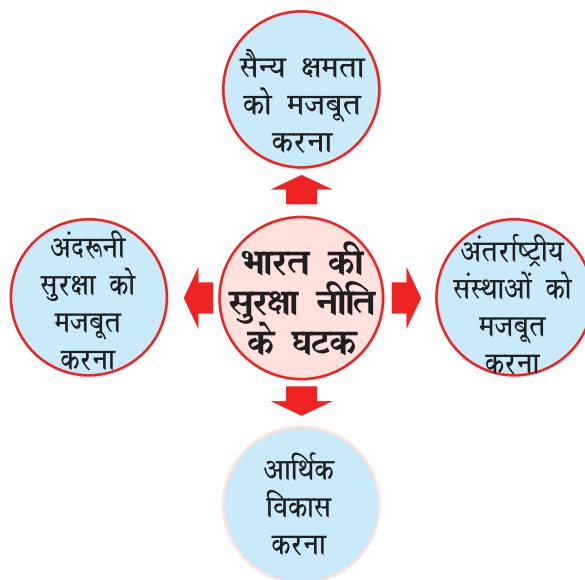 सैन्य क्षमता
को मजबूत
करना
अंदरूनी
सुरक्षा को
मजबूत
करना
भारत की
सुरक्षा नीति
के घटक
अंतर्राष्ट्रीय
संस्थाओं को
मजबूत
करना
आर्थिक
विकास
करना